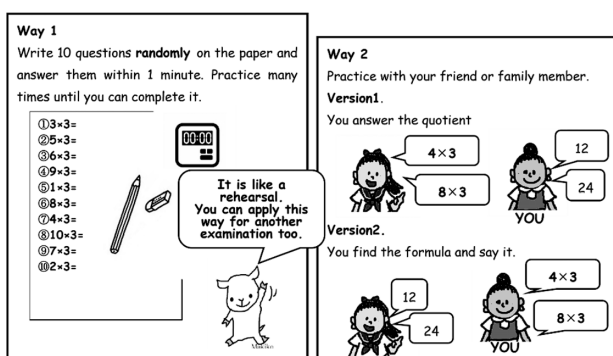 Way 1
Write 10 questions randomly on the paper and
answer them within 1 minute. Practice many
times until you can complete it.
①3×3=
②5×3=
③6×3=
④9×3=
⑤1×3=
⑥8×3=
⑦4×3=
⑧10×3=
⑨7×3=
⑩2×3=
00:00
It is like a
rehearsal.
You can apply this
way for another
examination too.
Way 2
Practice with your friend or family member.
Version1.
You answer the quotient
4×3
8×3
12
24
YOU
Version2.
You find the formula and say it.
12
24
4×3
8×3
YOU